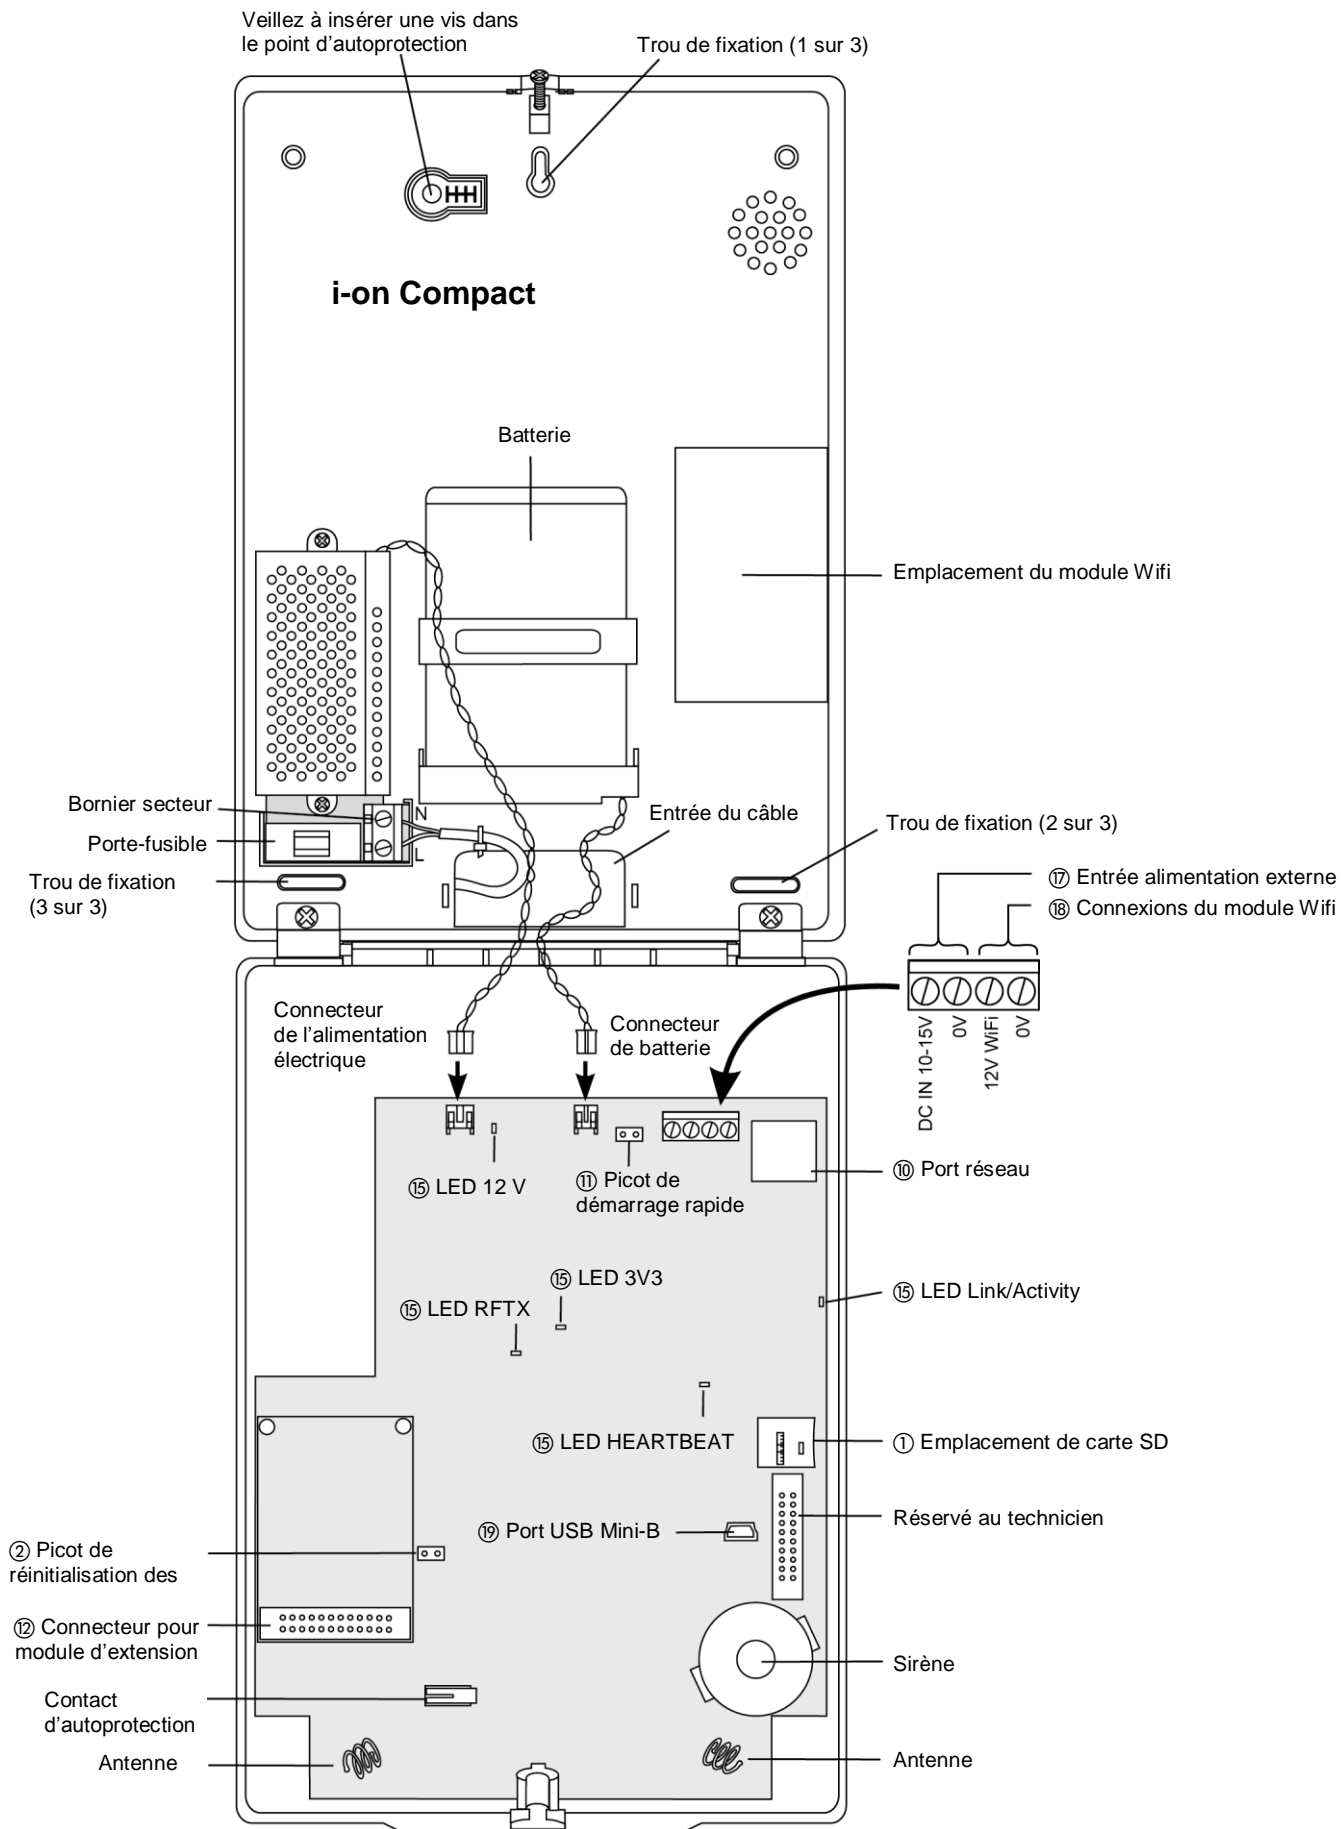 Veillez à insérer une vis dans
le point d'autoprotection
Trou de fixation (1 sur 3)
i-on Compact
Batterie
Emplacement du module Wifi
Bornier secteur
N
Porte-fusible
L
Entrée du câble
Trou de fixation (2 sur 3)
Trou de fixation
(3 sur 3)
⑰ Entrée alimentation externe
⑱ Connexions du module Wifi
DC IN 10-15V
0V
12V WiFi
0V
Connecteur
de l'alimentation
électrique
Connecteur
de batterie
⑮ LED 12 V
⑪ Picot de
démarrage rapide
⑩ Port réseau
⑮ LED 3V3
⑮ LED RFTX
⑮ LED Link/Activity
⑮ LED HEARTBEAT
① Emplacement de carte SD
⑲ Port USB Mini-B
Réservé au technicien
② Picot de
réinitialisation des
⑫ Connecteur pour
module d'extension
Sirène
Contact
d'autoprotection
Antenne
Antenne